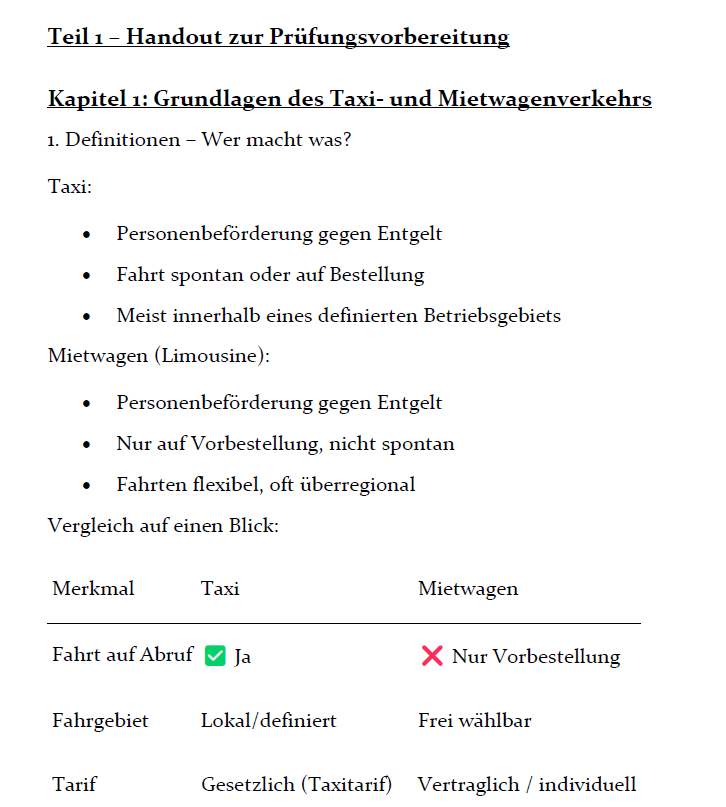 Teil 1 – Handout zur Prüfungsvorbereitung
Kapitel 1: Grundlagen des Taxi- und Mietwagenverkehrs
1. Definitionen – Wer macht was?
Taxi:
• Personenbeförderung gegen Entgelt
• Fahrt spontan oder auf Bestellung
• Meist innerhalb eines definierten Betriebsgebiets
Mietwagen (Limousine):
• Personenbeförderung gegen Entgelt
• Nur auf Vorbestellung, nicht spontan
• Fahrten flexibel, oft überregional
Vergleich auf einen Blick:
Merkmal Taxi Mietwagen
Fahrt auf Abruf ✅ Ja ❌ Nur Vorbestellung
Fahrgebiet Lokal/definiert Frei wählbar
Tarif Gesetzlich (Taxitarif) Vertraglich / individuell